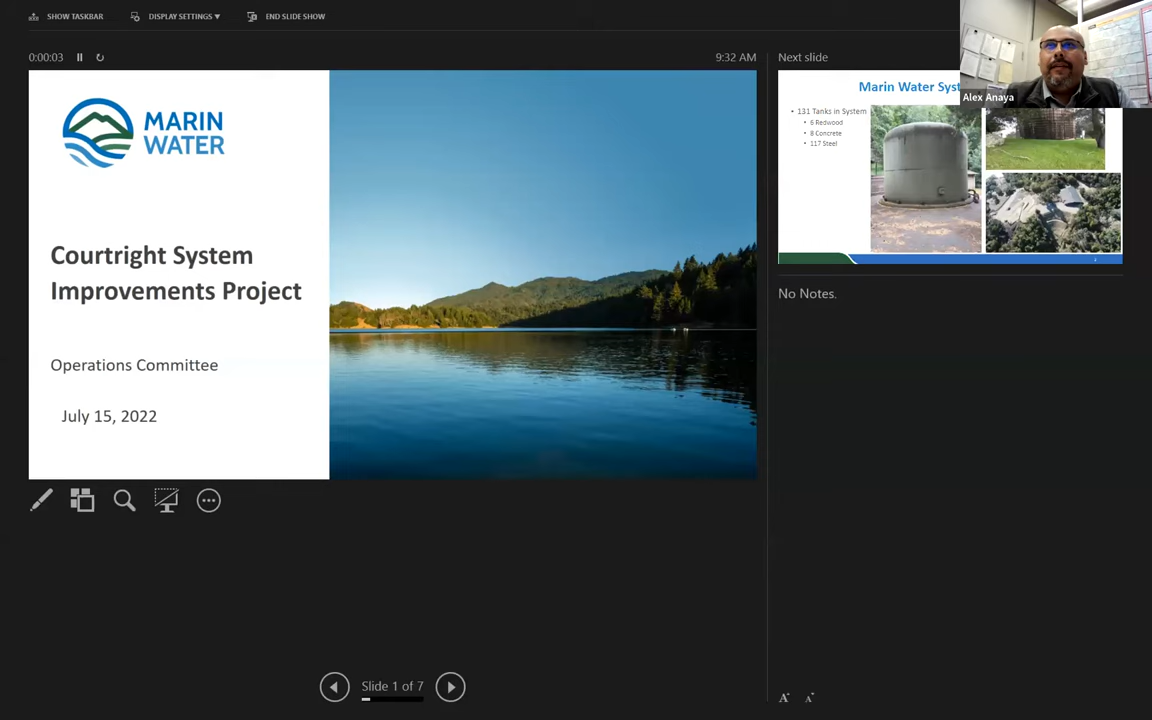 SHOW TASKBAR
DISPLAY SETTINGS ▼
END SLIDE SHOW
0:00:03
9:32 AM
Next slide
MARIN
WATER
Courtright System
Improvements Project
Operations Committee
July 15, 2022
Marin Water Syst
• 131 Tanks in System
• 6 Redwood
• 8 Concrete
• 117 Steel
Alex Anaya
No Notes.
Slide 1 of 7
A
A